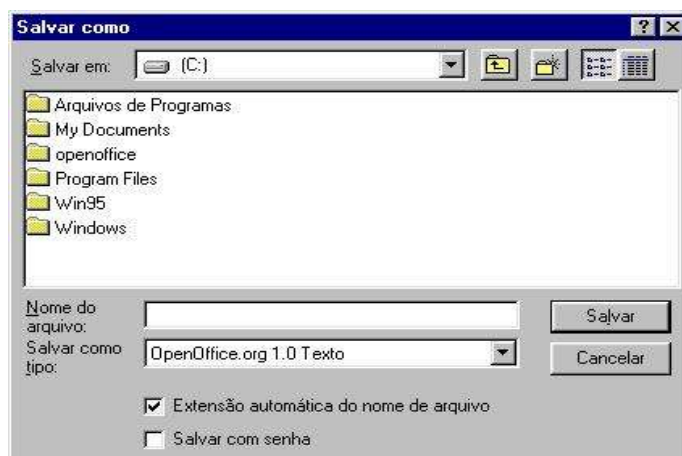 Salvar como
Salvar em: (C:)
Arquivos de Programas
My Documents
openoffice
Program Files
Win95
Windows
Nome do arquivo:
Salvar
Salvar como tipo: OpenOffice.org 1.0 Texto
Cancelar
Extensão automática do nome de arquivo
Salvar com senha